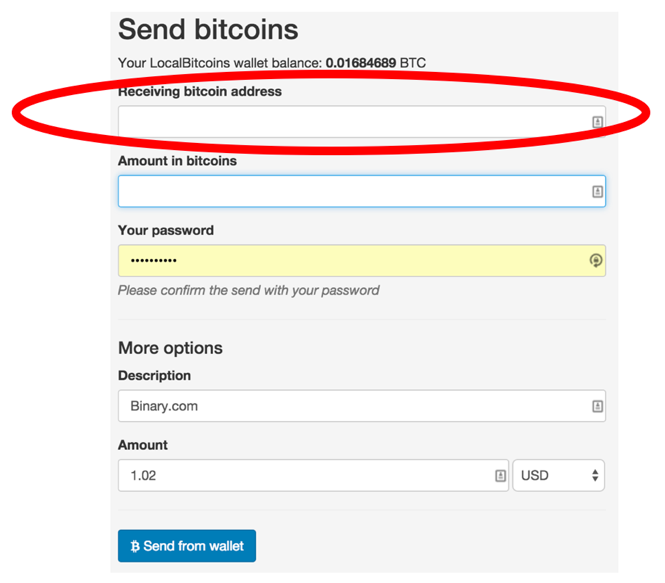 Send bitcoins
Your LocalBitcoins wallet balance: 0.01684689 BTC
Receiving bitcoin address
Amount in bitcoins
Your password
••••••••••
Please confirm the send with your password
More options
Description
Binary.com
Amount
1.02 USD
Send from wallet